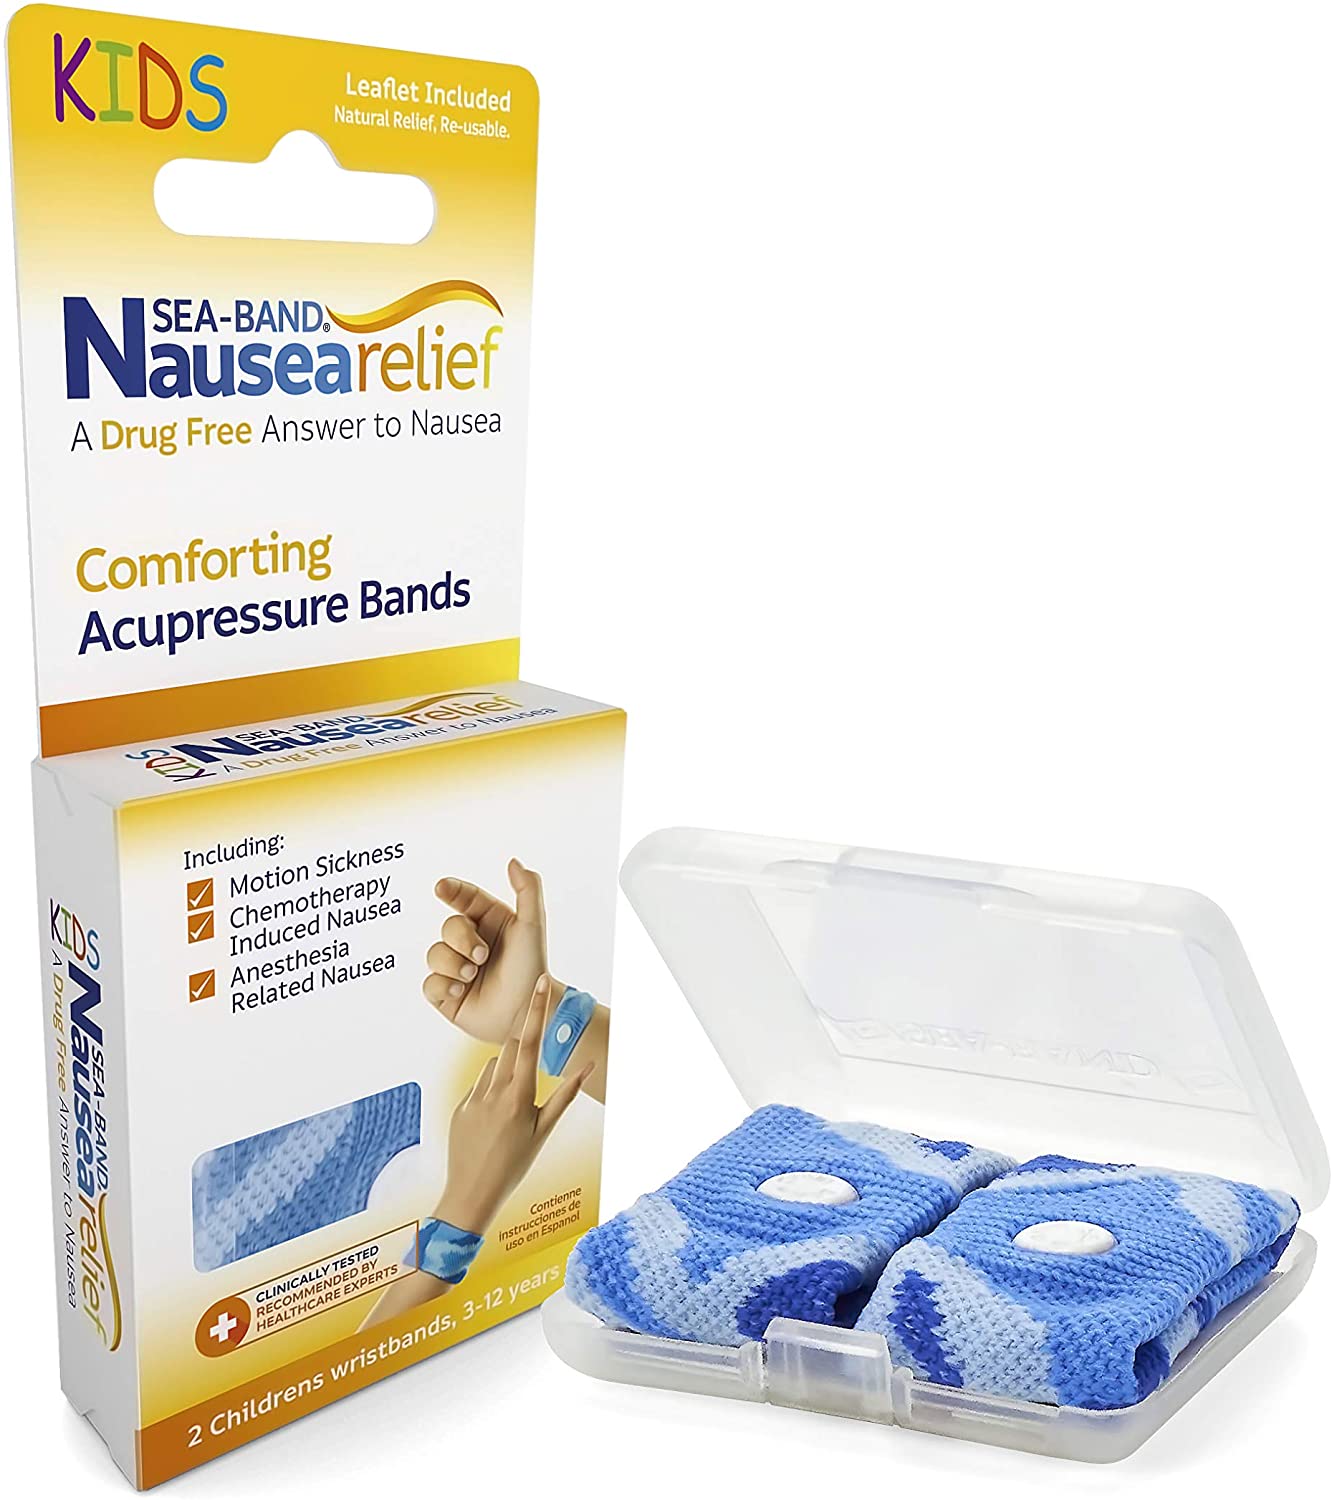 KIDS
Leaflet Included
Natural Relief, Re-usable.
SEA-BAND®
Nausearelief
A Drug Free Answer to Nausea
Comforting
Acupressure Bands
KIDS
SEA-BAND®
Nausearelief
A Drug Free Answer to Nausea
Including:
Motion Sickness
Chemotherapy
Induced Nausea
Anesthesia
Related Nausea
Contienne
instrucciones de
uso en Espanol
CLINICALLY TESTED
RECOMMENDED BY
HEALTHCARE EXPERTS
2 Childrens wristbands, 3-12 years
KIDS
SEA-BAND®
Nausearelief
A Drug Free Answer to Nausea
SEA-BAND